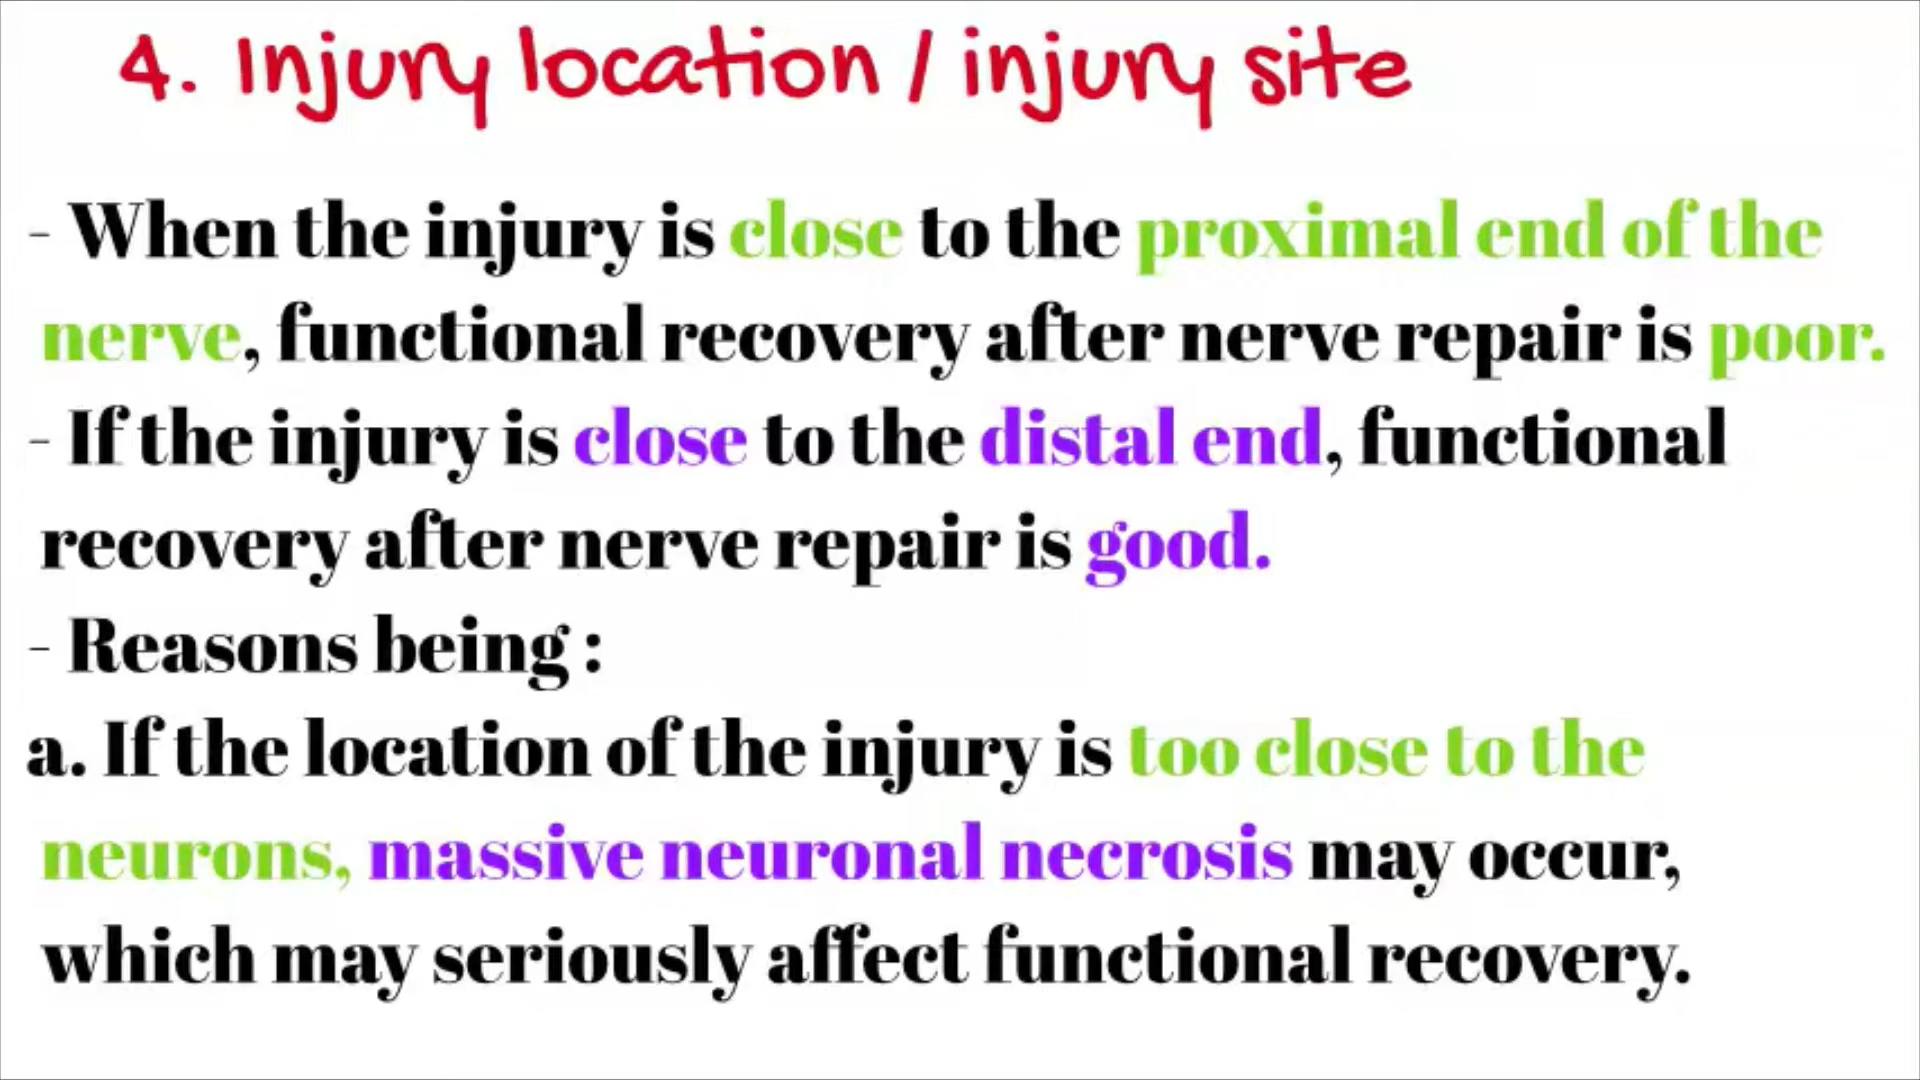 4. Injury location / injury site
- When the injury is close to the proximal end of the
nerve, functional recovery after nerve repair is poor.
- If the injury is close to the distal end, functional
recovery after nerve repair is good.
- Reasons being :
a. If the location of the injury is too close to the
neurons, massive neuronal necrosis may occur,
which may seriously affect functional recovery.